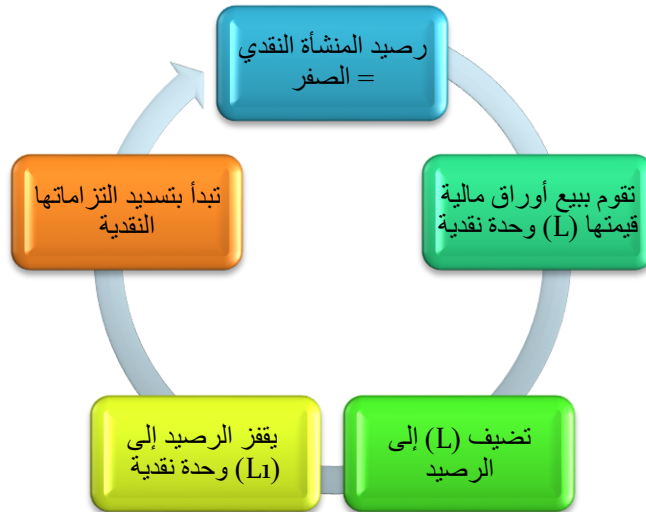 رصيد المنشأة النقدي
= الصفر
تقوم ببيع أوراق مالية
قيمتها (L) وحدة نقدية
تضيف (L) إلى
الرصيد
يقفز الرصيد إلى
(L1) وحدة نقدية
تبدأ بتسديد التزاماتها
النقدية